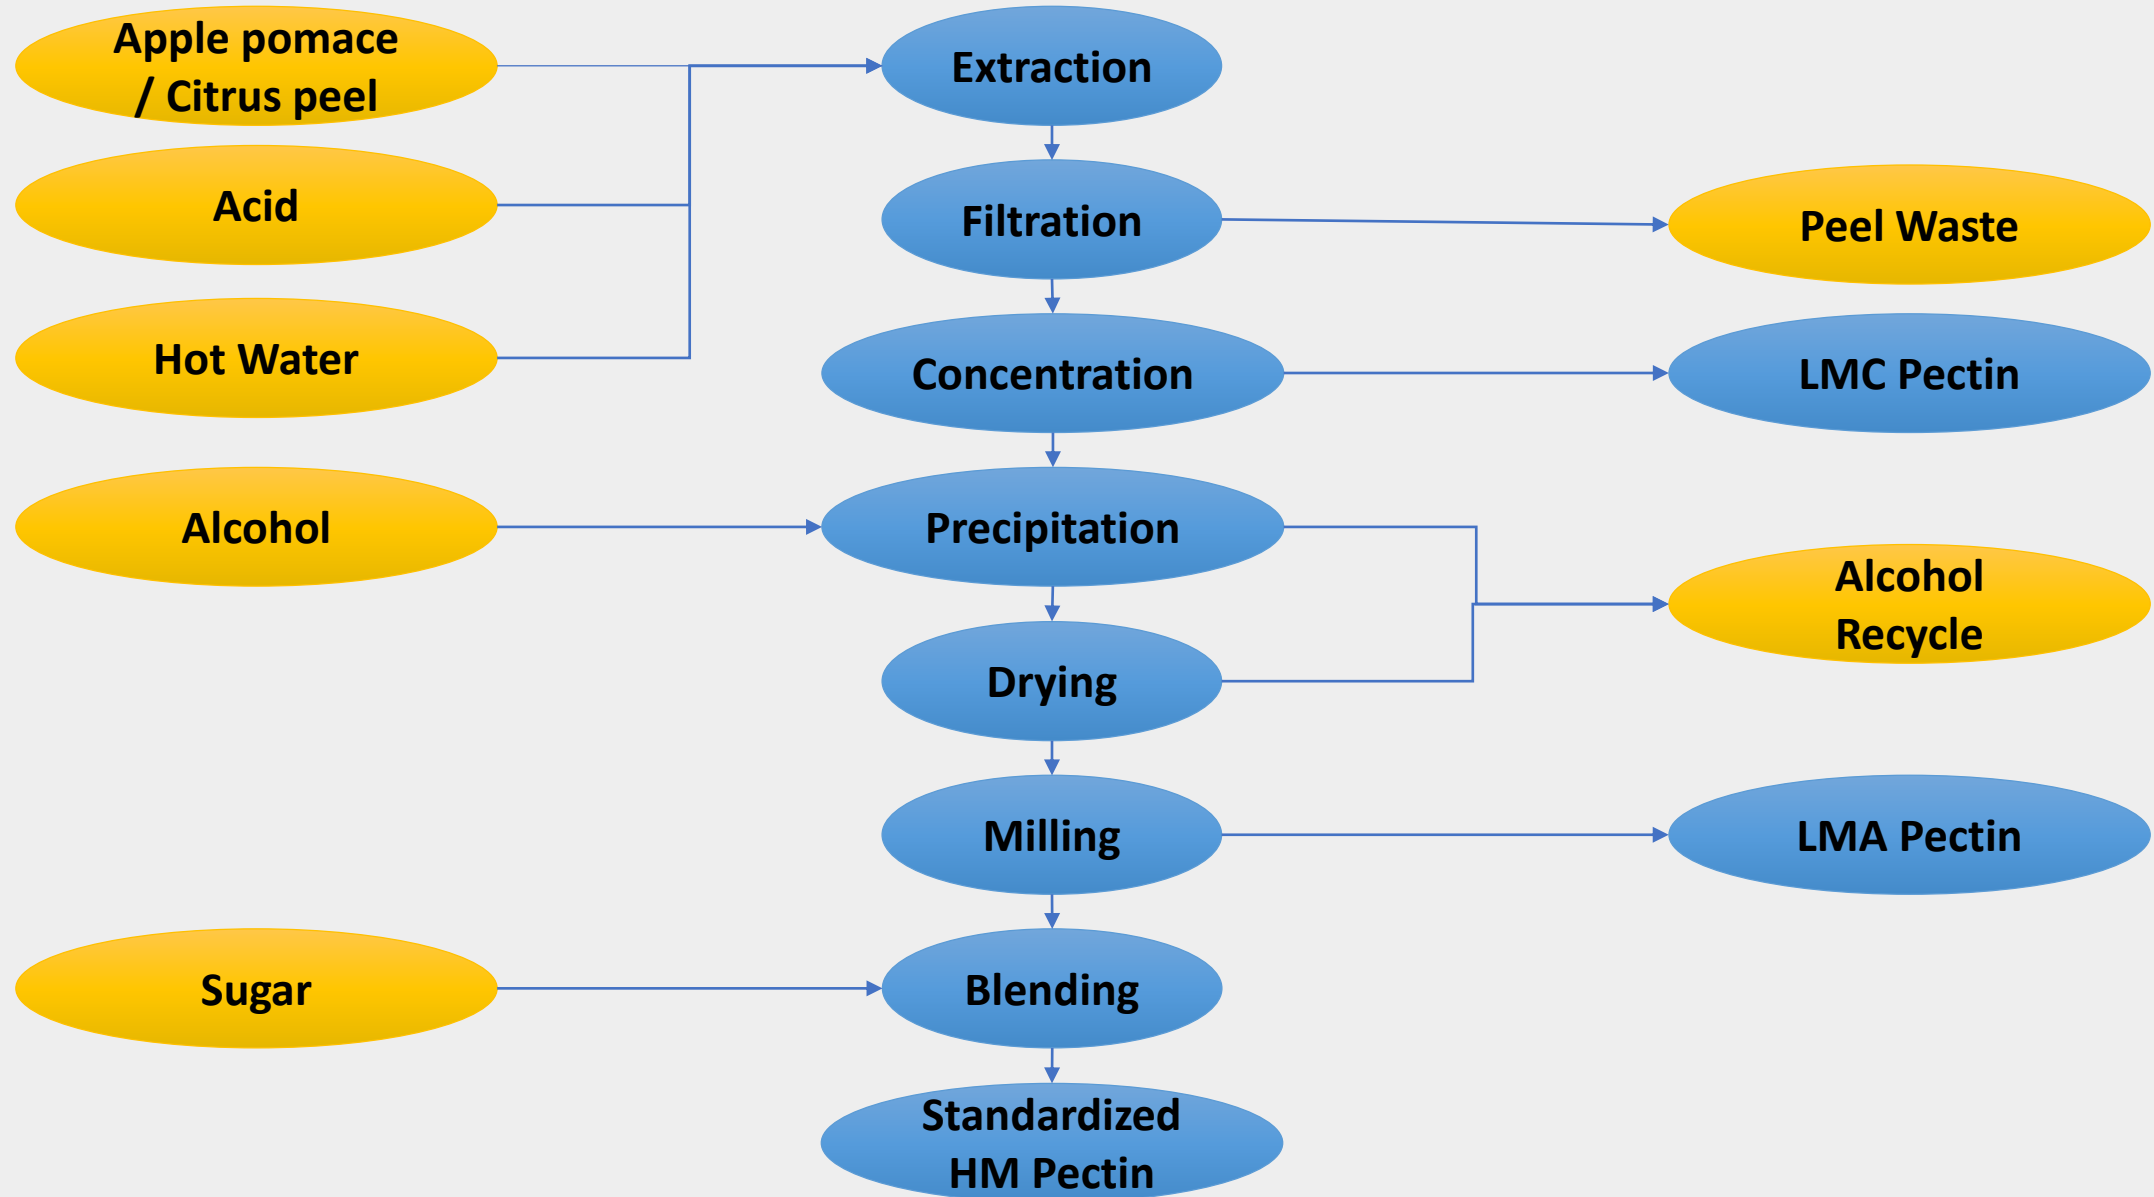 Apple pomace
/ Citrus peel
Extraction
Acid
Filtration
Peel Waste
Hot Water
Concentration
LMC Pectin
Alcohol
Precipitation
Alcohol
Recycle
Drying
Milling
LMA Pectin
Sugar
Blending
Standardized
HM Pectin